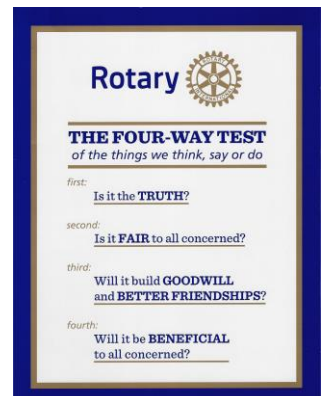 Rotary
ROTARY
INTERNATIONAL
THE FOUR-WAY TEST
of the things we think, say or do
first:
Is it the TRUTH?
second:
Is it FAIR to all concerned?
third:
Will it build GOODWILL
and BETTER FRIENDSHIPS?
fourth:
Will it be BENEFICIAL
to all concerned?